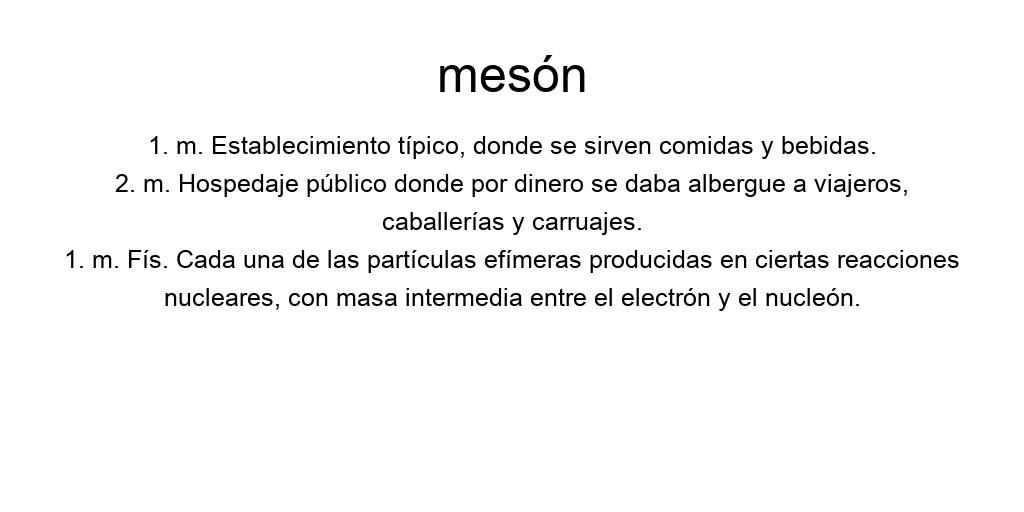 mesón
1. m. Establecimiento típico, donde se sirven comidas y bebidas.
2. m. Hospedaje público donde por dinero se daba albergue a viajeros,
caballerías y carruajes.
1. m. Fís. Cada una de las partículas efímeras producidas en ciertas reacciones
nucleares, con masa intermedia entre el electrón y el nucleón.